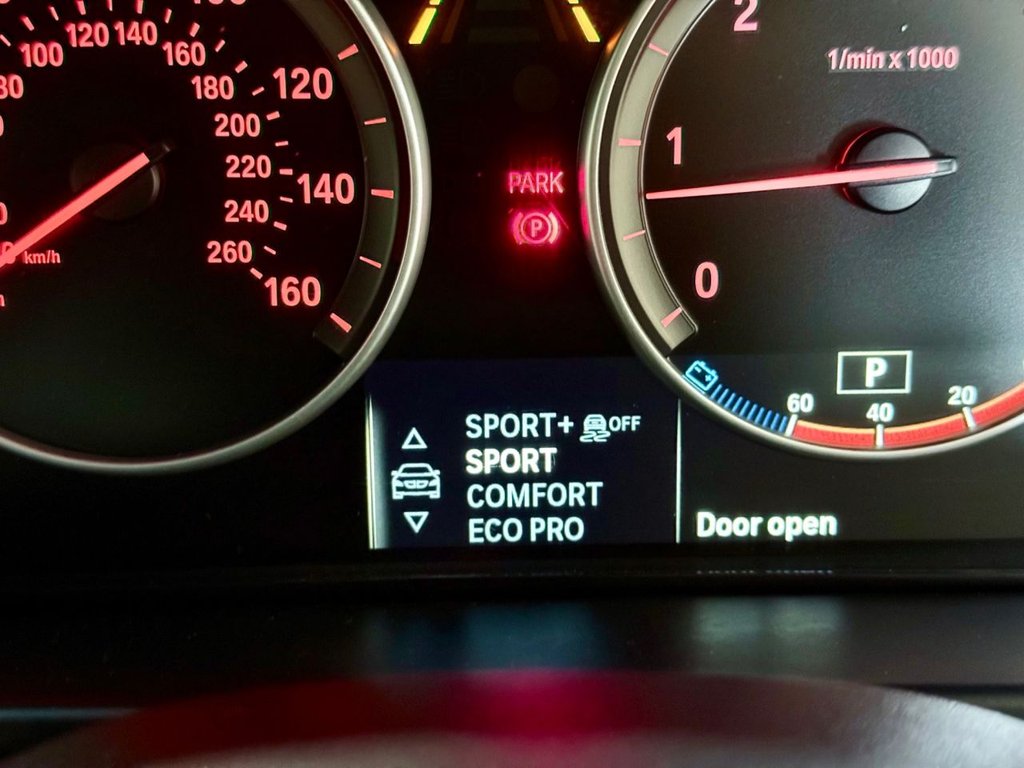 100 120 140 160
180 120
200
220 140
240
260 160
km/h
PARK
P
2
1/min x 1000
1
0
P
60 40 20
SPORT+ OFF
SPORT
COMFORT
ECO PRO
Door open